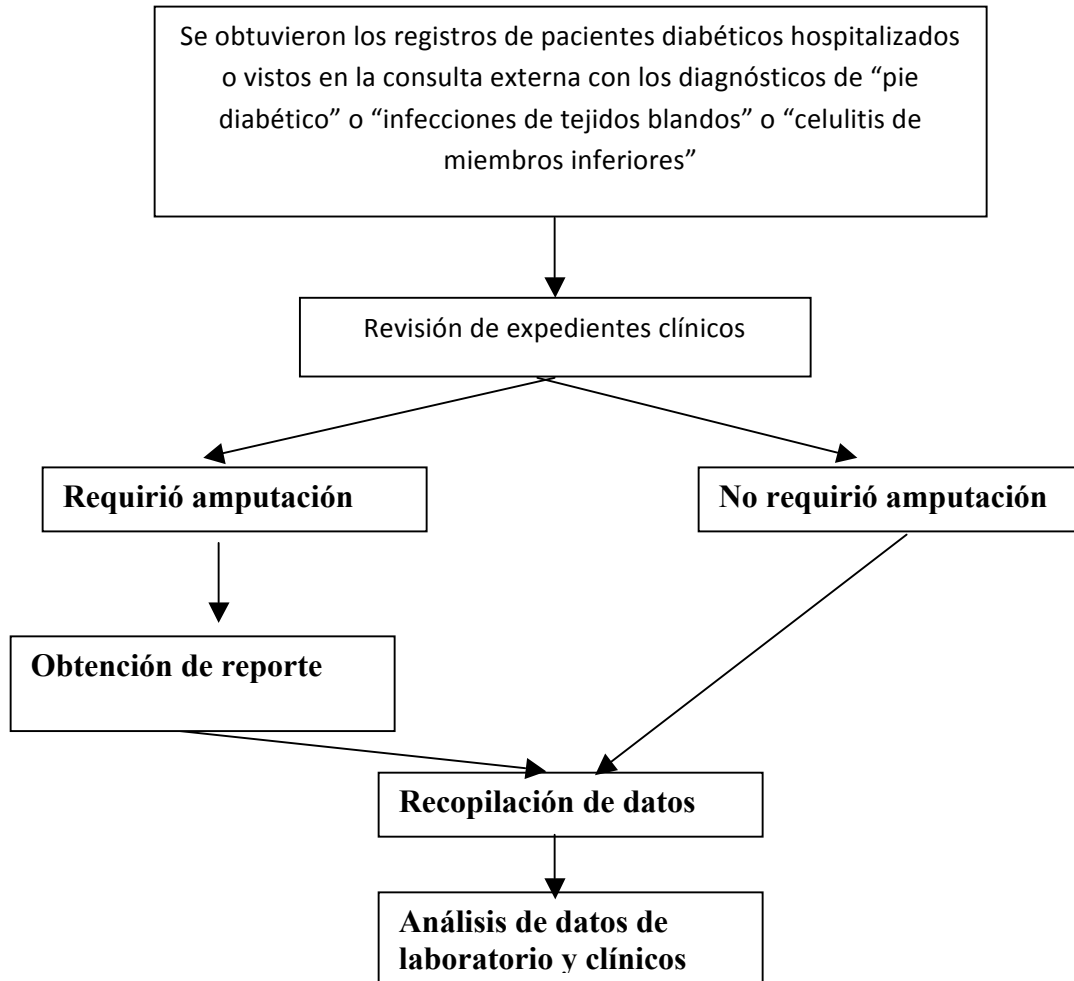 Se obtuvieron los registros de pacientes diabéticos hospitalizados
o vistos en la consulta externa con los diagnósticos de “pie
diabético” o “infecciones de tejidos blandos” o “celulitis de
miembros inferiores”
Revisión de expedientes clínicos
Requirió amputación
No requirió amputación
Obtención de reporte
Recopilación de datos
Análisis de datos de
laboratorio y clínicos